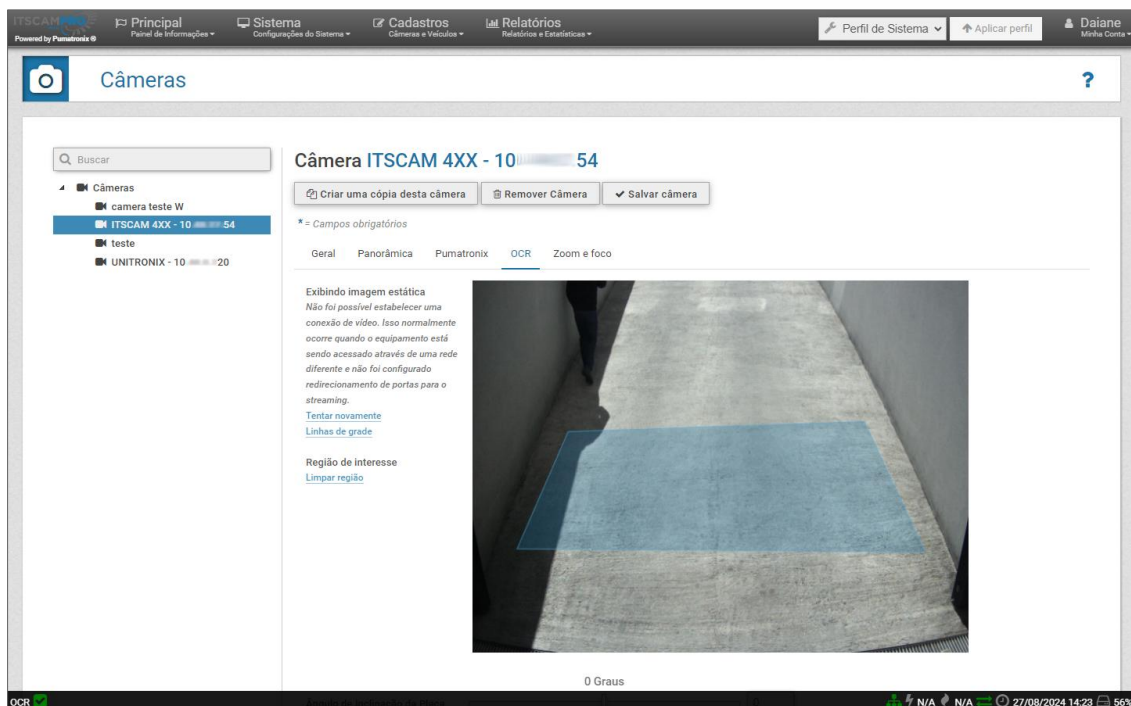 ITSCAMPRO
Powered by Pumatronix ®
Principal
Painel de Informações
Sistema
Configurações do Sistema
Cadastros
Câmeras e Veículos
Relatórios
Relatórios e Estatísticas
Perfil de Sistema
Aplicar perfil
Daiane
Minha Conta
Câmeras
?
Buscar
Câmeras
camera teste W
ITSCAM 4XX - 10 54
teste
UNITRONIX - 10 20
Câmera ITSCAM 4XX - 10 54
Criar uma cópia desta câmera
Remover Câmera
Salvar câmera
* = Campos obrigatórios
Geral Panorâmica Pumatronix OCR Zoom e foco
Exibindo imagem estática
Não foi possível estabelecer uma
conexão de vídeo. Isso normalmente
ocorre quando o equipamento está
sendo acessado através de uma rede
diferente e não foi configurado
redirecionamento de portas para o
streaming.
Tentar novamente
Linhas de grade
Região de interesse
Limpar região
0 Graus
OCR
N/A N/A 27/08/2024 14:23 56%